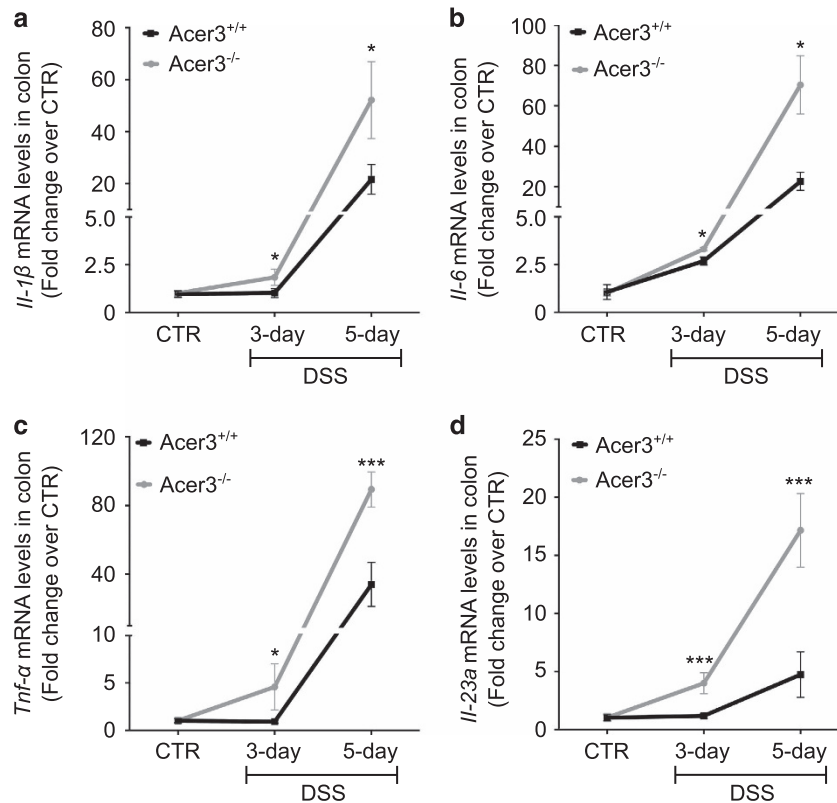 a
Il-1β mRNA levels in colon
(Fold change over CTR)
80
60
40
20
5.0
2.5
0
Acer3+/+
Acer3-/-
*
*
CTR
3-day
5-day
DSS
b
Il-6 mRNA levels in colon
(Fold change over CTR)
100
80
60
40
20
5.0
2.5
0
Acer3+/+
Acer3-/-
*
*
CTR
3-day
5-day
DSS
c
Tnf-α mRNA levels in colon
(Fold change over CTR)
120
80
40
10
5
0
Acer3+/+
Acer3-/-
*
***
CTR
3-day
5-day
DSS
d
Il-23a mRNA levels in colon
(Fold change over CTR)
25
20
15
10
5
0
Acer3+/+
Acer3-/-
***
***
CTR
3-day
5-day
DSS